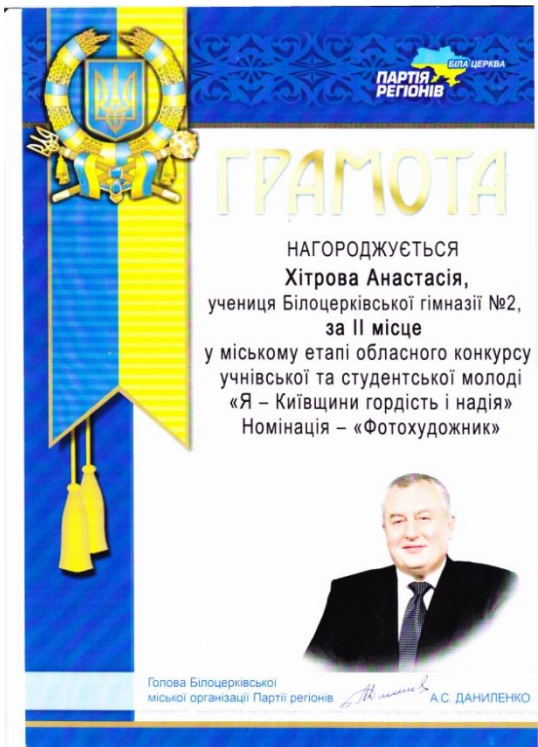 БІЛА ЦЕРКВА
ПАРТІЯ
РЕГІОНІВ
ГРАМОТА
НАГОРОДЖУЄТЬСЯ
Хітрова Анастасія,
учениця Білоцерківської гімназії №2,
за ІІ місце
у міському етапі обласного конкурсу
учнівської та студентської молоді
«Я – Київщини гордість і надія»
Номінація – «Фотохудожник»
Голова Білоцерківської
міської організації Партії регіонів А.С. ДАНИЛЕНКО